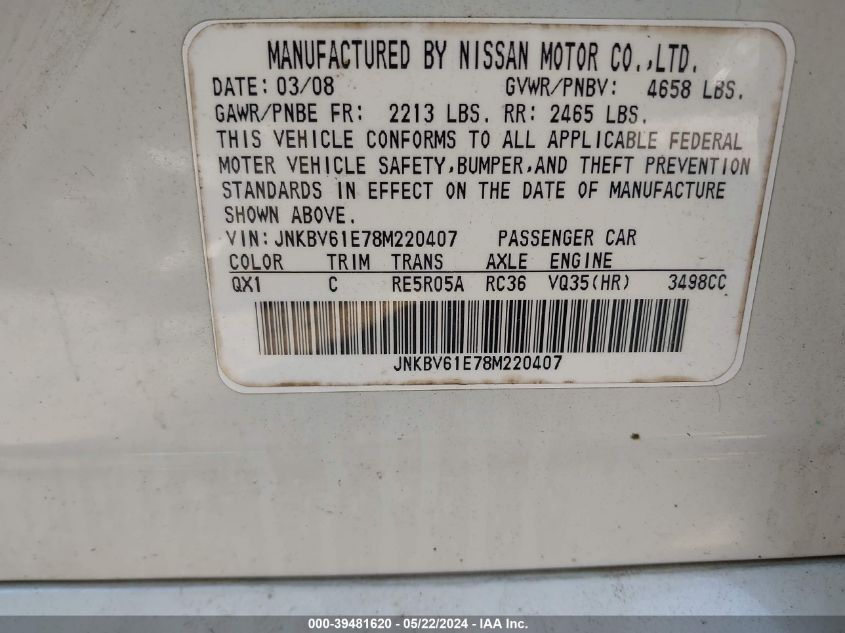 MANUFACTURED BY NISSAN MOTOR CO.,LTD.
DATE: 03/08 GVWR/PNBV: 4658 LBS.
GAWR/PNBE FR: 2213 LBS. RR: 2465 LBS.
THIS VEHICLE CONFORMS TO ALL APPLICABLE FEDERAL
MOTER VEHICLE SAFETY,BUMPER,AND THEFT PREVENTION
STANDARDS IN EFFECT ON THE DATE OF MANUFACTURE
SHOWN ABOVE.
VIN: JNKBV61E78M220407 PASSENGER CAR
COLOR TRIM TRANS AXLE ENGINE
QX1 C RE5R05A RC36 VQ35(HR) 3498CC
JNKBV61E78M220407
000-39481620 - 05/22/2024 - IAA Inc.